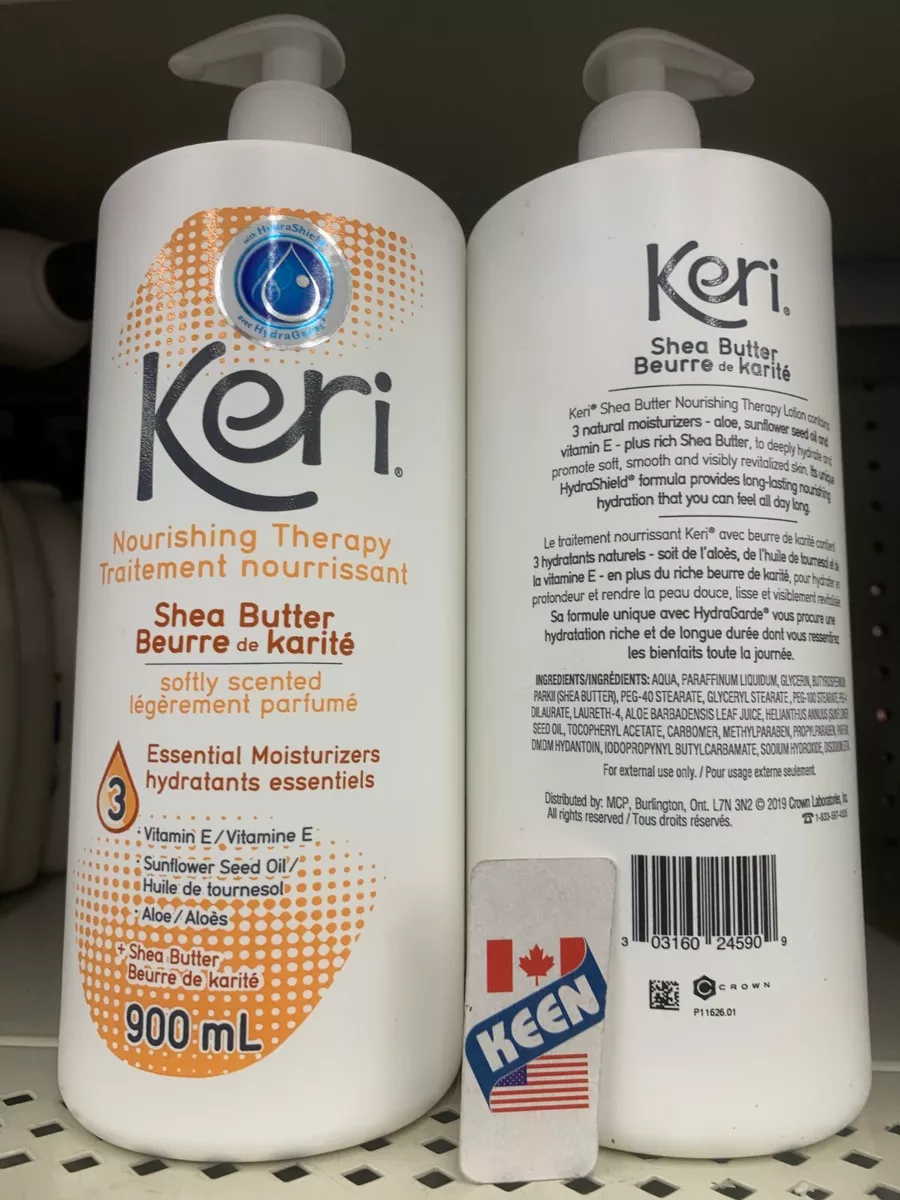 with HydraShield
avec HydraGarde
Keri®
Nourishing Therapy
Traitement nourrissant
Shea Butter
Beurre de karité
softly scented
légèrement parfumé
3
Essential Moisturizers
hydratants essentiels
• Vitamin E/Vitamine E
• Sunflower Seed Oil/
Huile de tournesol
• Aloe/Aloès
+ Shea Butter
Beurre de karité
900 mL
Keri®
Shea Butter
Beurre de karité
Keri® Shea Butter Nourishing Therapy Lotion contains
3 natural moisturizers - aloe, sunflower seed oil and
vitamin E - plus rich Shea Butter, to deeply hydrate and
promote soft, smooth and visibly revitalized skin. Its unique
HydraShield® formula provides long-lasting nourishing
hydration that you can feel all day long.
Le traitement nourrissant Keri® avec beurre de karité contient
3 hydratants naturels - soit de l'aloès, de l'huile de tournesol et de
la vitamine E - en plus du riche beurre de karité, pour hydrater en
profondeur et rendre la peau douce, lisse et visiblement revitalisée.
Sa formule unique avec HydraGarde® vous procure une
hydratation riche et de longue durée dont vous ressentirez
les bienfaits toute la journée.
INGREDIENTS/INGRÉDIENTS: AQUA, PARAFFINUM LIQUIDUM, GLYCERIN, BUTYROSPERMUM
PARKII (SHEA BUTTER), PEG-40 STEARATE, GLYCERYL STEARATE, PEG-100 STEARATE, PEG-4
DILAURATE, LAURETH-4, ALOE BARBADENSIS LEAF JUICE, HELIANTHUS ANNUUS (SUNFLOWER)
SEED OIL, TOCOPHERYL ACETATE, CARBOMER, METHYLPARABEN, PROPYLPARABEN, PARFUM,
DMDM HYDANTOIN, IODOPROPYNYL BUTYLCARBAMATE, SODIUM HYDROXIDE, DISODIUM EDTA
For external use only. / Pour usage externe seulement.
Distributed by: MCP, Burlington, Ont. L7N 3N2 © 2019 Crown Laboratories, Inc.
All rights reserved / Tous droits réservés.
3 03160 24590 9
CROWN
P11626.01
KEEN